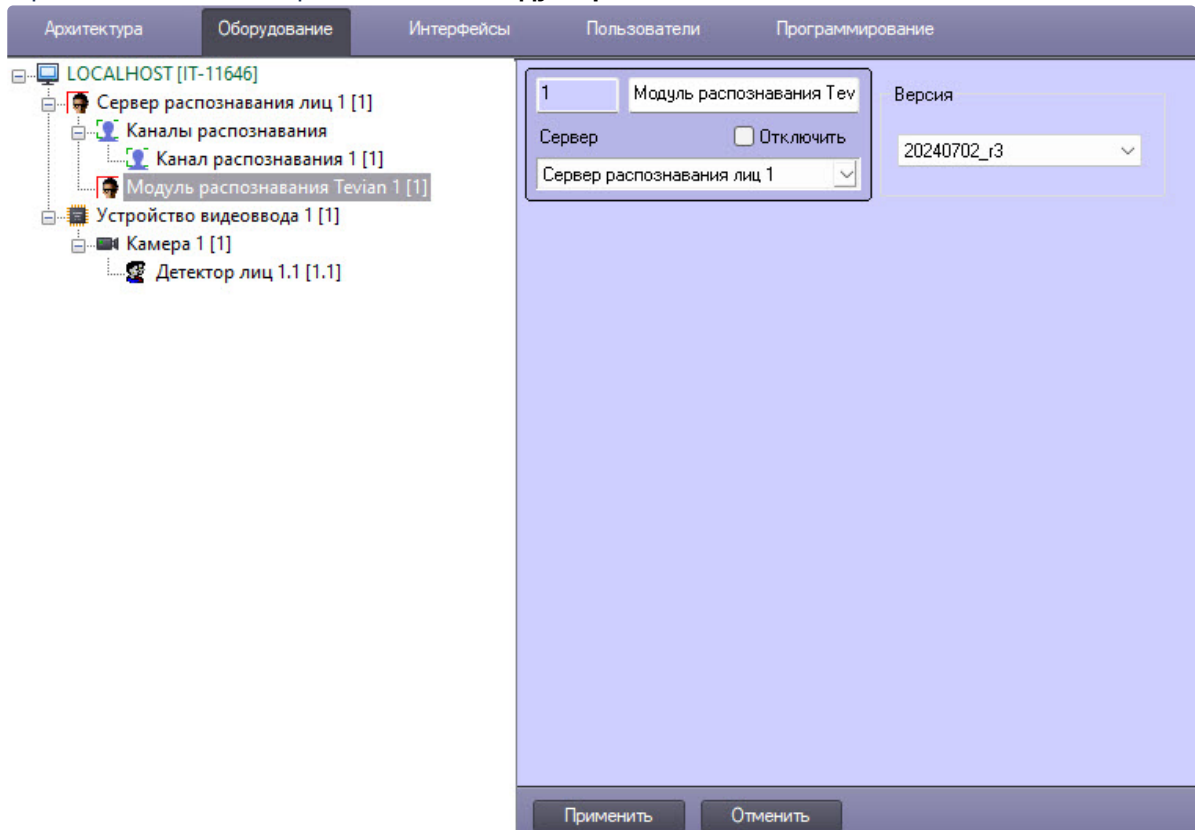 Архитектура Оборудование Интерфейсы Пользователи Программирование
LOCALHOST [IT-11646]
Сервер распознавания лиц 1 [1]
Каналы распознавания
Канал распознавания 1 [1]
Модуль распознавания Tevian 1 [1]
Устройство видеоввода 1 [1]
Камера 1 [1]
Детектор лиц 1.1 [1.1]
1 Модуль распознавания Tev
Сервер Отключить
Сервер распознавания лиц 1
Версия
20240702_r3
Применить Отменить